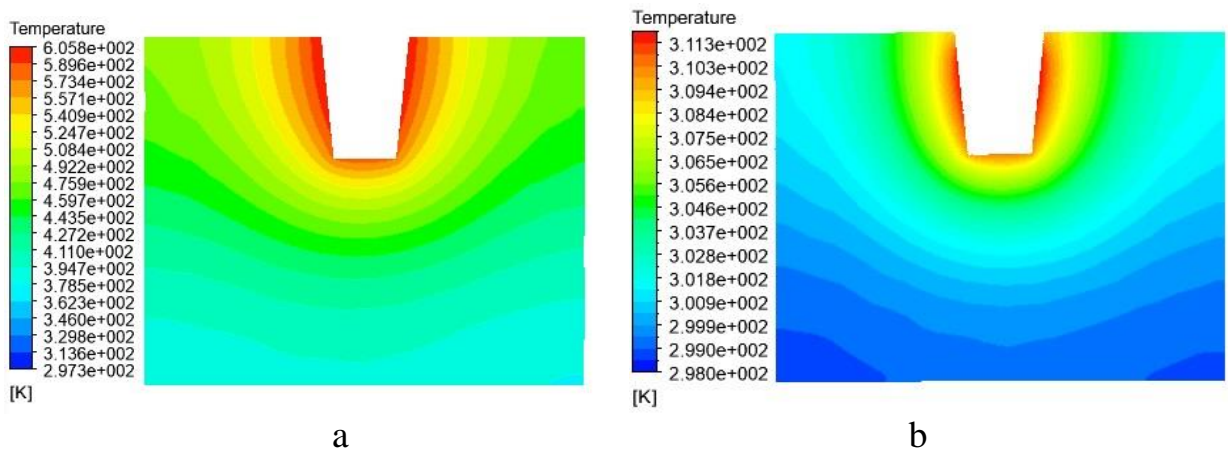 Temperature
6.058e+002
5.896e+002
5.734e+002
5.571e+002
5.409e+002
5.247e+002
5.084e+002
4.922e+002
4.759e+002
4.597e+002
4.435e+002
4.272e+002
4.110e+002
3.947e+002
3.785e+002
3.623e+002
3.460e+002
3.298e+002
3.136e+002
2.973e+002
[K]
a
Temperature
3.113e+002
3.103e+002
3.094e+002
3.084e+002
3.075e+002
3.065e+002
3.056e+002
3.046e+002
3.037e+002
3.028e+002
3.018e+002
3.009e+002
2.999e+002
2.990e+002
2.980e+002
[K]
b